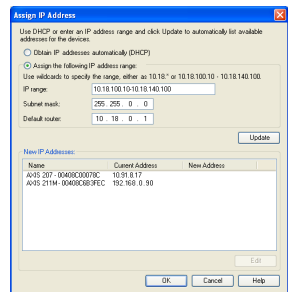 Assign IP Address
Use DHCP or enter an IP address range and click Update to automatically list available
addresses for the devices.
Obtain IP addresses automatically (DHCP)
Assign the following IP address range:
Use wildcards to specify the range, either as 10.18.* or 10.18.100.10 - 10.18.140.100.
IP range: 10.18.100.10-10.18.140.100
Subnet mask: 255. 255. 0 . 0
Default router: 10 . 18 . 0 . 1
Update
New IP Addresses:
Name Current Address New Address
AXIS 207 - 00408C00078C 10.91.8.17
AXIS 211M - 00408C6B3FEC 192.168.0.90
Edit
OK Cancel Help